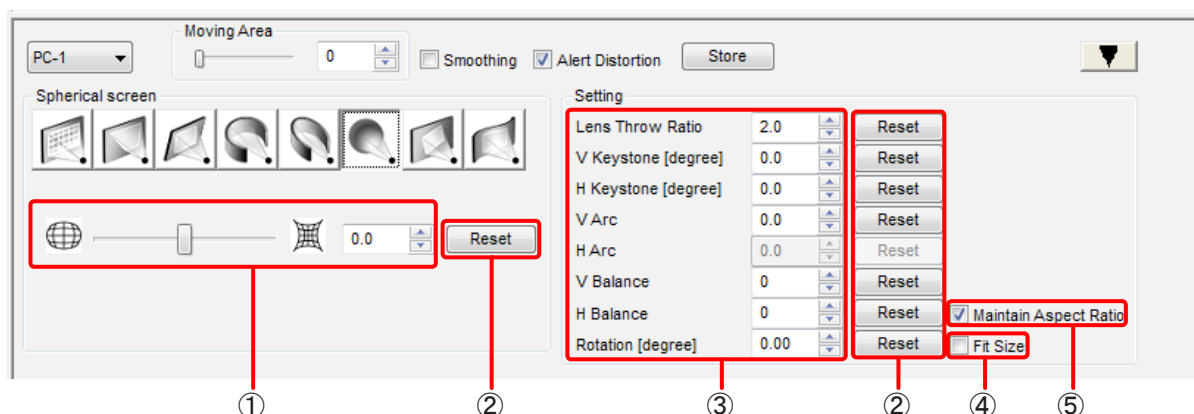 Moving Area
PC-1 0 Smoothing Alert Distortion Store
Spherical screen
0.0 Reset
Setting
Lens Throw Ratio 2.0 Reset
V Keystone [degree] 0.0 Reset
H Keystone [degree] 0.0 Reset
V Arc 0.0 Reset
H Arc 0.0 Reset
V Balance 0 Reset
H Balance 0 Reset Maintain Aspect Ratio
Rotation [degree] 0.00 Reset Fit Size
① ② ③ ② ④ ⑤